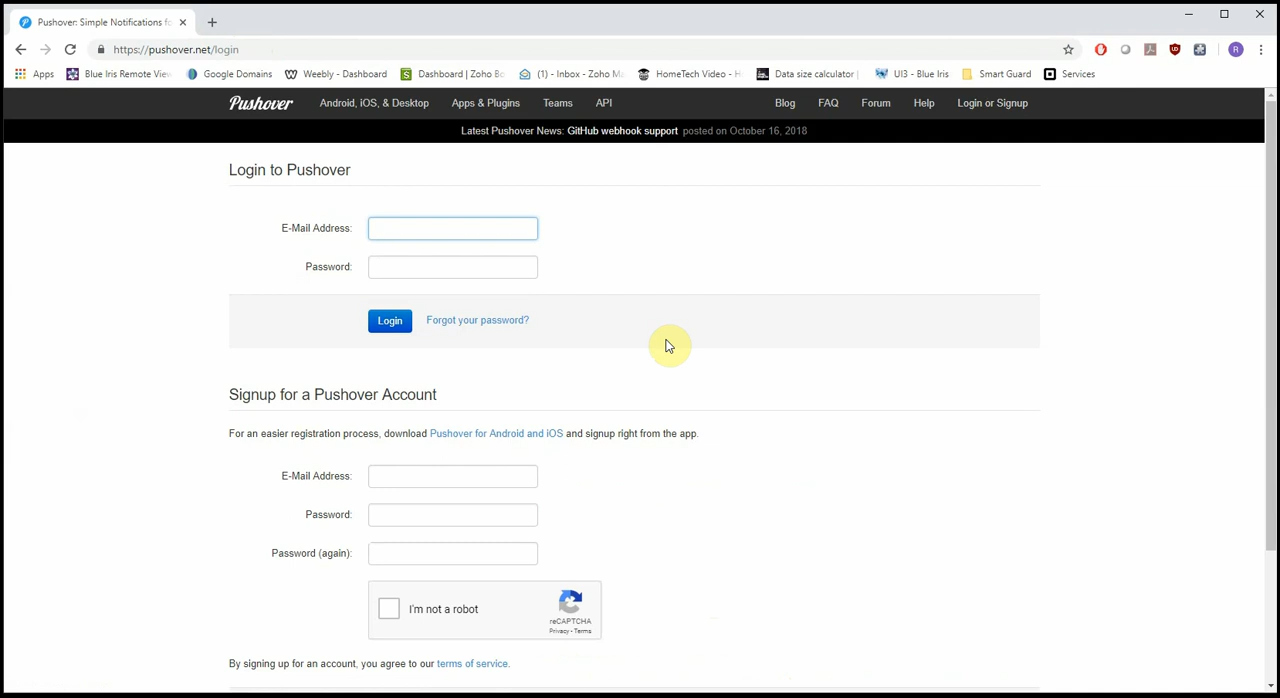 Pushover: Simple Notifications fo
https://pushover.net/login
Apps Blue Iris Remote View Google Domains Weebly - Dashboard Dashboard | Zoho Bo (1) - Inbox - Zoho Ma HomeTech Video - H Data size calculator | UI3 - Blue Iris Smart Guard Services
Pushover Android, iOS, & Desktop Apps & Plugins Teams API Blog FAQ Forum Help Login or Signup
Latest Pushover News: GitHub webhook support posted on October 16, 2018
Login to Pushover
E-Mail Address:
Password:
Login Forgot your password?
Signup for a Pushover Account
For an easier registration process, download Pushover for Android and iOS and signup right from the app.
E-Mail Address:
Password:
Password (again):
I'm not a robot
reCAPTCHA
Privacy - Terms
By signing up for an account, you agree to our terms of service.